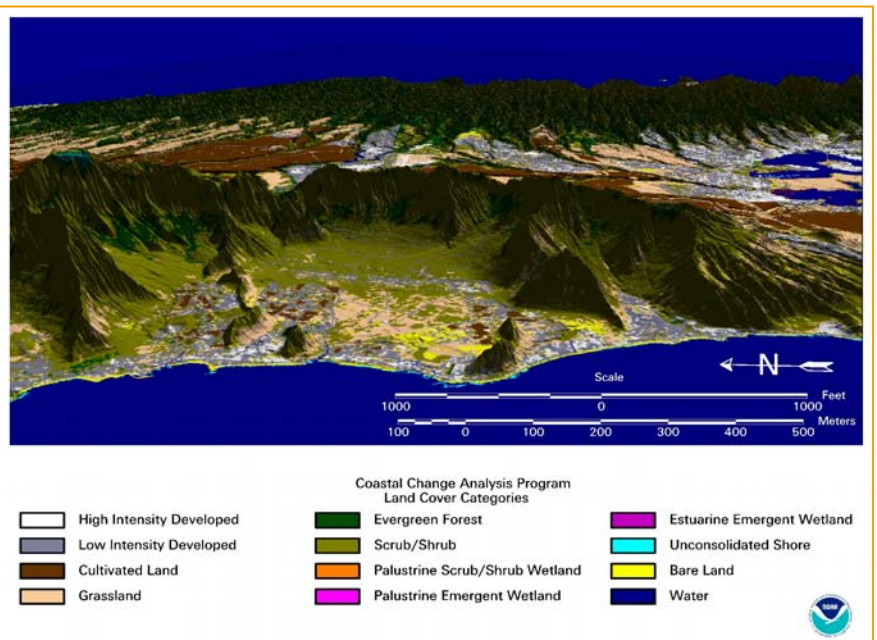 N
Scale
1000 0 1000 Feet
100 0 100 200 300 400 500 Meters
Coastal Change Analysis Program
Land Cover Categories
High Intensity Developed
Low Intensity Developed
Cultivated Land
Grassland
Evergreen Forest
Scrub/Shrub
Palustrine Scrub/Shrub Wetland
Palustrine Emergent Wetland
Estuarine Emergent Wetland
Unconsolidated Shore
Bare Land
Water
NOAA